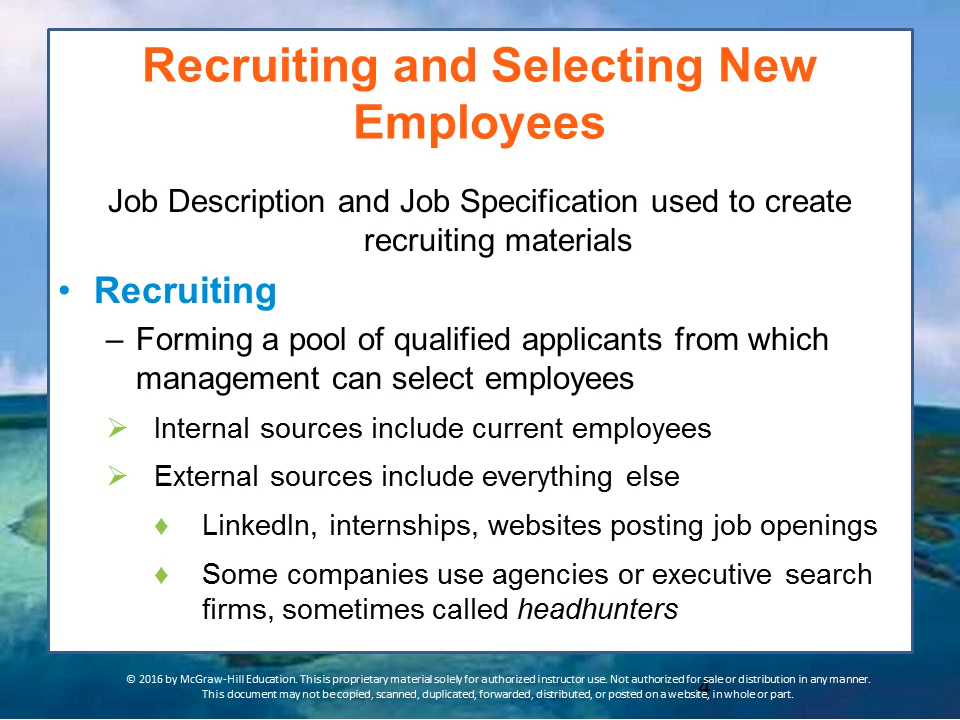 Recruiting and Selecting New
Employees
Job Description and Job Specification used to create
recruiting materials
• Recruiting
– Forming a pool of qualified applicants from which
management can select employees
➢ Internal sources include current employees
➢ External sources include everything else
♦ LinkedIn, internships, websites posting job openings
♦ Some companies use agencies or executive search
firms, sometimes called headhunters
© 2016 by McGraw-Hill Education. This is proprietary material solely for authorized instructor use. Not authorized for sale or distribution in any manner.
This document may not be copied, scanned, duplicated, forwarded, distributed, or posted on a website, in whole or part.
4